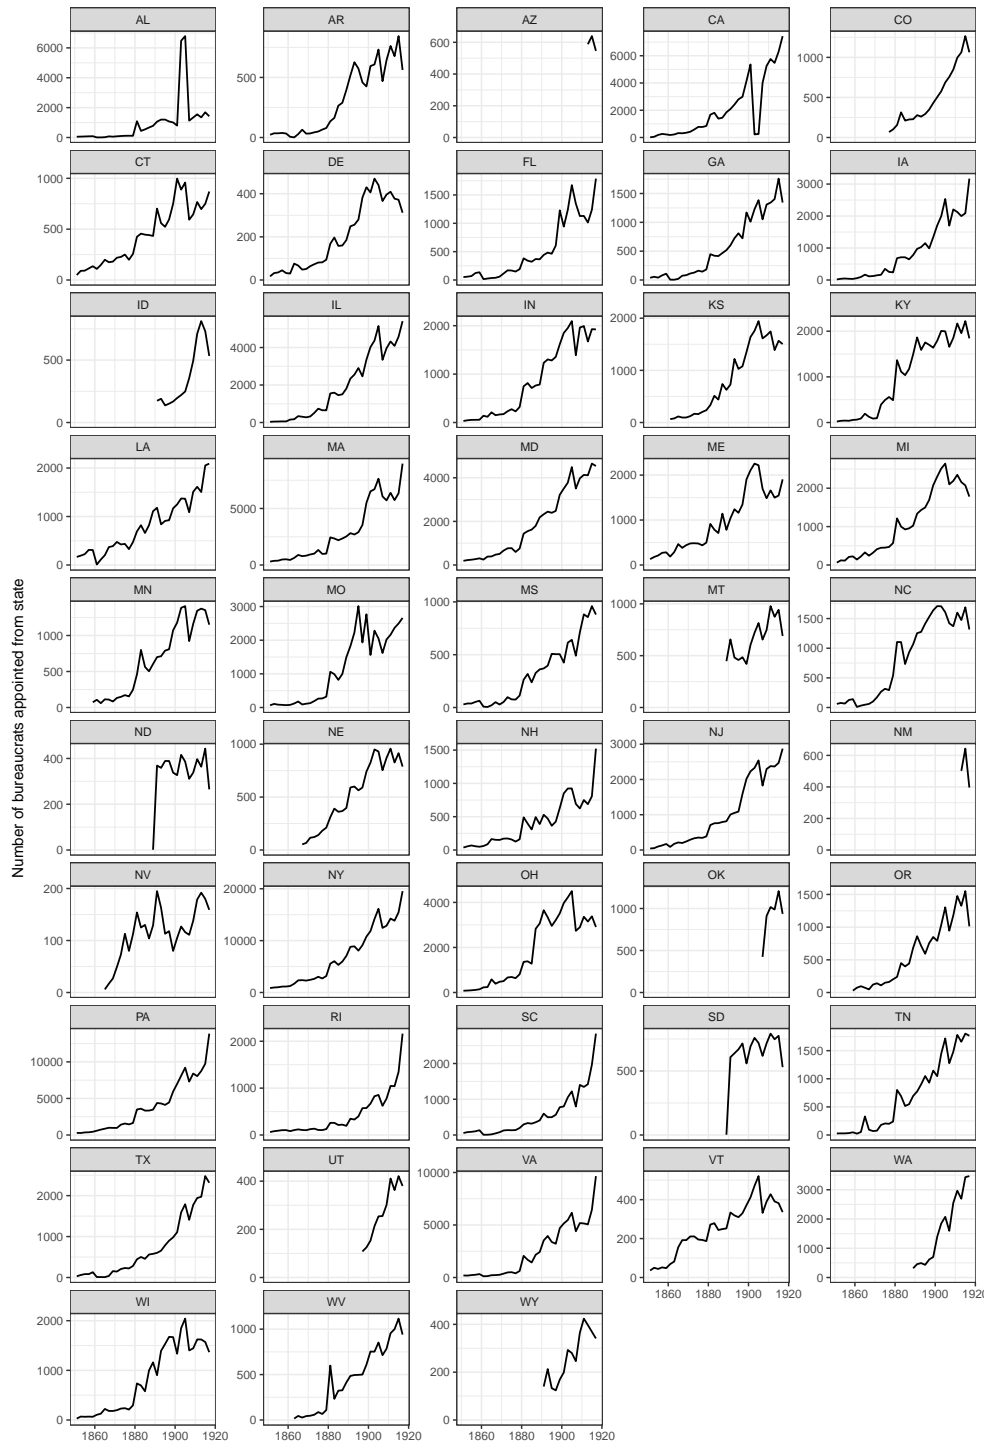 Number of bureaucrats appointed from state
AL AR AZ CA CO
6000 4000 2000 0
500 0
600 400 200 0
6000 4000 2000 0
1000 500 0
CT DE FL GA IA
1000 500 0
400 200 0
1500 1000 500 0
1500 1000 500 0
3000 2000 1000 0
ID IL IN KS KY
500 0
4000 2000 0
2000 1000 0
2000 1500 1000 500 0
2000 1000 0
LA MA MD ME MI
2000 1000 0
5000 0
4000 2000 0
2000 1000 0
2000 1000 0
MN MO MS MT NC
1000 500 0
3000 2000 1000 0
1000 500 0
1000 500 0
1500 1000 500 0
ND NE NH NJ NM
400 200 0
1000 500 0
1500 1000 500 0
3000 2000 1000 0
600 400 200 0
NV NY OH OK OR
200 100 0
20000 10000 0
4000 2000 0
1000 500 0
1500 1000 500 0
PA RI SC SD TN
10000 5000 0
2000 1000 0
3000 2000 1000 0
500 0
1500 1000 500 0
TX UT VA VT WA
2000 1000 0
400 200 0
10000 5000 0
400 200 0
3000 2000 1000 0
1860 1880 1900 1920
1860 1880 1900 1920
WI WV WY
2000 1000 0
1000 500 0
400 200 0
1860 1880 1900 1920
1860 1880 1900 1920
1860 1880 1900 1920